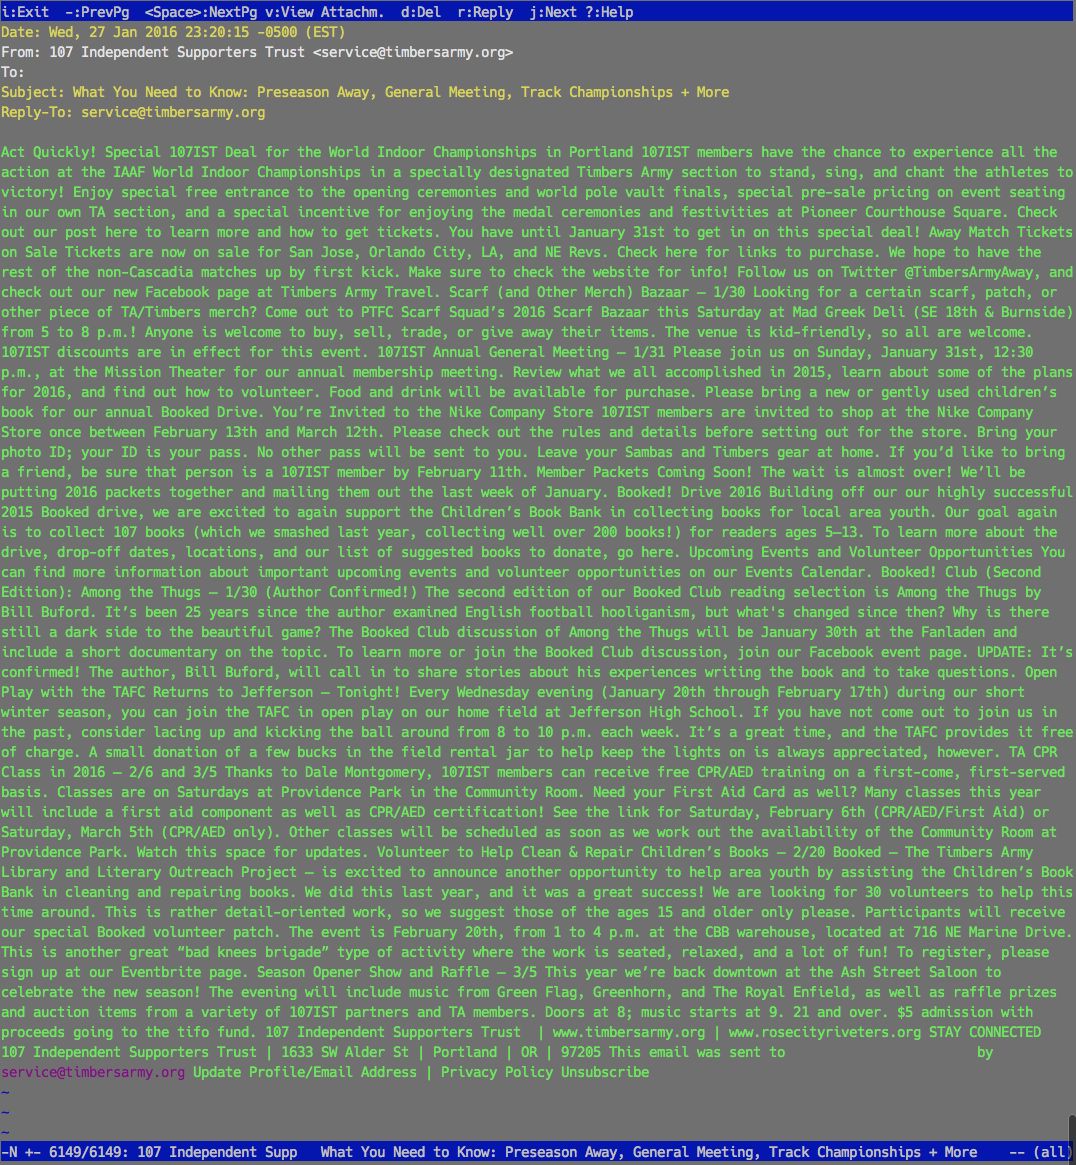 i:Exit  -:PrevPg  <Space>:NextPg v:View Attachm.  d:Del  r:Reply  j:Next ?:Help
Date: Wed, 27 Jan 2016 23:20:15 -0500 (EST)
From: 107 Independent Supporters Trust <service@timbersarmy.org>
To:
Subject: What You Need to Know: Preseason Away, General Meeting, Track Championships + More
Reply-To: service@timbersarmy.org

Act Quickly! Special 107IST Deal for the World Indoor Championships in Portland 107IST members have the chance to experience all the
action at the IAAF World Indoor Championships in a specially designated Timbers Army section to stand, sing, and chant the athletes to
victory! Enjoy special free entrance to the opening ceremonies and world pole vault finals, special pre-sale pricing on event seating
in our own TA section, and a special incentive for enjoying the medal ceremonies and festivities at Pioneer Courthouse Square. Check
out our post here to learn more and how to get tickets. You have until January 31st to get in on this special deal! Away Match Tickets
on Sale Tickets are now on sale for San Jose, Orlando City, LA, and NE Revs. Check here for links to purchase. We hope to have the
rest of the non-Cascadia matches up by first kick. Make sure to check the website for info! Follow us on Twitter @TimbersArmyAway, and
check out our new Facebook page at Timbers Army Travel. Scarf (and Other Merch) Bazaar – 1/30 Looking for a certain scarf, patch, or
other piece of TA/Timbers merch? Come out to PTFC Scarf Squad’s 2016 Scarf Bazaar this Saturday at Mad Greek Deli (SE 18th & Burnside)
from 5 to 8 p.m.! Anyone is welcome to buy, sell, trade, or give away their items. The venue is kid-friendly, so all are welcome.
107IST discounts are in effect for this event. 107IST Annual General Meeting – 1/31 Please join us on Sunday, January 31st, 12:30
p.m., at the Mission Theater for our annual membership meeting. Review what we all accomplished in 2015, learn about some of the plans
for 2016, and find out how to volunteer. Food and drink will be available for purchase. Please bring a new or gently used children’s
book for our annual Booked Drive. You’re Invited to the Nike Company Store 107IST members are invited to shop at the Nike Company
Store once between February 13th and March 12th. Please check out the rules and details before setting out for the store. Bring your
photo ID; your ID is your pass. No other pass will be sent to you. Leave your Sambas and Timbers gear at home. If you’d like to bring
a friend, be sure that person is a 107IST member by February 11th. Member Packets Coming Soon! The wait is almost over! We’ll be
putting 2016 packets together and mailing them out the last week of January. Booked! Drive 2016 Building off our our highly successful
2015 Booked drive, we are excited to again support the Children’s Book Bank in collecting books for local area youth. Our goal again
is to collect 107 books (which we smashed last year, collecting well over 200 books!) for readers ages 5–13. To learn more about the
drive, drop-off dates, locations, and our list of suggested books to donate, go here. Upcoming Events and Volunteer Opportunities You
can find more information about important upcoming events and volunteer opportunities on our Events Calendar. Booked! Club (Second
Edition): Among the Thugs – 1/30 (Author Confirmed!) The second edition of our Booked Club reading selection is Among the Thugs by
Bill Buford. It’s been 25 years since the author examined English football hooliganism, but what's changed since then? Why is there
still a dark side to the beautiful game? The Booked Club discussion of Among the Thugs will be January 30th at the Fanladen and
include a short documentary on the topic. To learn more or join the Booked Club discussion, join our Facebook event page. UPDATE: It’s
confirmed! The author, Bill Buford, will call in to share stories about his experiences writing the book and to take questions. Open
Play with the TAFC Returns to Jefferson – Tonight! Every Wednesday evening (January 20th through February 17th) during our short
winter season, you can join the TAFC in open play on our home field at Jefferson High School. If you have not come out to join us in
the past, consider lacing up and kicking the ball around from 8 to 10 p.m. each week. It’s a great time, and the TAFC provides it free
of charge. A small donation of a few bucks in the field rental jar to help keep the lights on is always appreciated, however. TA CPR
Class in 2016 – 2/6 and 3/5 Thanks to Dale Montgomery, 107IST members can receive free CPR/AED training on a first-come, first-served
basis. Classes are on Saturdays at Providence Park in the Community Room. Need your First Aid Card as well? Many classes this year
will include a first aid component as well as CPR/AED certification! See the link for Saturday, February 6th (CPR/AED/First Aid) or
Saturday, March 5th (CPR/AED only). Other classes will be scheduled as soon as we work out the availability of the Community Room at
Providence Park. Watch this space for updates. Volunteer to Help Clean & Repair Children’s Books – 2/20 Booked – The Timbers Army
Library and Literary Outreach Project – is excited to announce another opportunity to help area youth by assisting the Children’s Book
Bank in cleaning and repairing books. We did this last year, and it was a great success! We are looking for 30 volunteers to help this
time around. This is rather detail-oriented work, so we suggest those of the ages 15 and older only please. Participants will receive
our special Booked volunteer patch. The event is February 20th, from 1 to 4 p.m. at the CBB warehouse, located at 716 NE Marine Drive.
This is another great “bad knees brigade” type of activity where the work is seated, relaxed, and a lot of fun! To register, please
sign up at our Eventbrite page. Season Opener Show and Raffle – 3/5 This year we’re back downtown at the Ash Street Saloon to
celebrate the new season! The evening will include music from Green Flag, Greenhorn, and The Royal Enfield, as well as raffle prizes
and auction items from a variety of 107IST partners and TA members. Doors at 8; music starts at 9. 21 and over. $5 admission with
proceeds going to the tifo fund. 107 Independent Supporters Trust  | www.timbersarmy.org | www.rosecityriveters.org STAY CONNECTED
107 Independent Supporters Trust | 1633 SW Alder St | Portland | OR | 97205 This email was sent to by
service@timbersarmy.org Update Profile/Email Address | Privacy Policy Unsubscribe
~
~
~
-N +- 6149/6149: 107 Independent Supp   What You Need to Know: Preseason Away, General Meeting, Track Championships + More    -- (all)